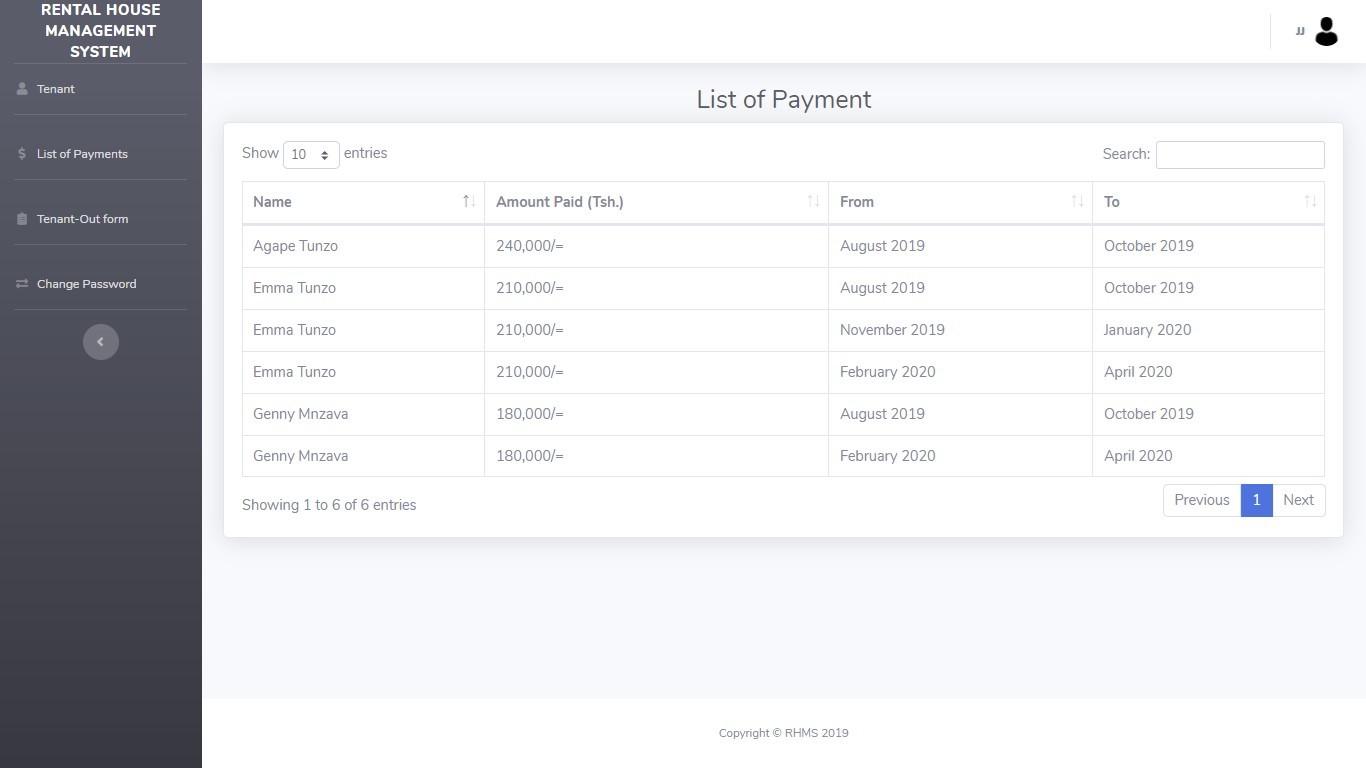 RENTAL HOUSE
MANAGEMENT
SYSTEM
Tenant
List of Payments
Tenant-Out form
Change Password
JJ
List of Payment
Show 10 entries
Search:
Name Amount Paid (Tsh.) From To
Agape Tunzo 240,000/= August 2019 October 2019
Emma Tunzo 210,000/= August 2019 October 2019
Emma Tunzo 210,000/= November 2019 January 2020
Emma Tunzo 210,000/= February 2020 April 2020
Genny Mnzava 180,000/= August 2019 October 2019
Genny Mnzava 180,000/= February 2020 April 2020
Showing 1 to 6 of 6 entries
Previous 1 Next
Copyright © RHMS 2019